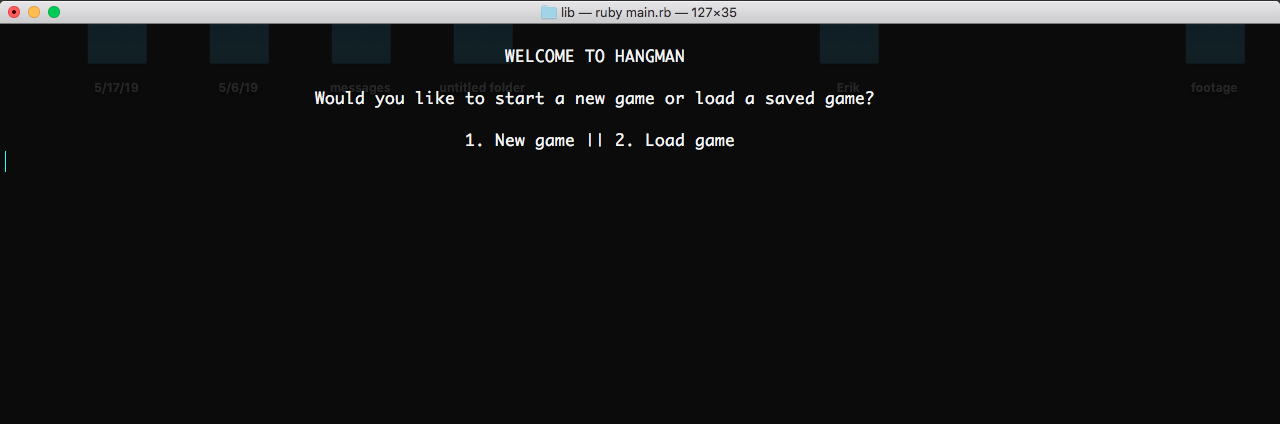 lib — ruby main.rb — 127×35
5/17/19 5/6/19 messages untitled folder Erik footage
WELCOME TO HANGMAN
Would you like to start a new game or load a saved game?
1. New game || 2. Load game